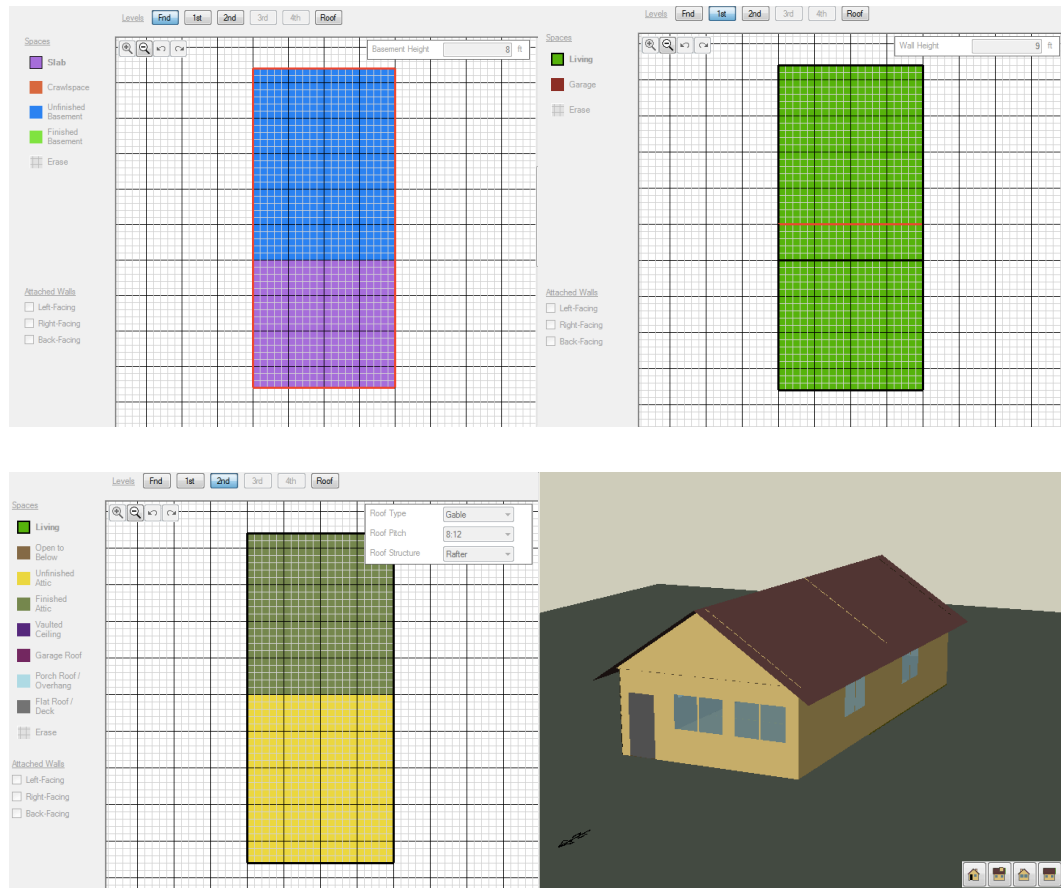 Levels Fnd 1st 2nd 3rd 4th Roof
Spaces
Slab
Crawlspace
Unfinished
Basement
Finished
Basement
Erase
Basement Height 8 ft
Attached Walls
Left-Facing
Right-Facing
Back-Facing
Levels Fnd 1st 2nd 3rd 4th Roof
Spaces
Living
Garage
Erase
Wall Height 9 ft
Attached Walls
Left-Facing
Right-Facing
Back-Facing
Levels Fnd 1st 2nd 3rd 4th Roof
Spaces
Living
Open to
Below
Unfinished
Attic
Finished
Attic
Vaulted
Ceiling
Garage Roof
Porch Roof /
Overhang
Flat Roof /
Deck
Erase
Roof Type Gable
Roof Pitch 8:12
Roof Structure Rafter
Attached Walls
Left-Facing
Right-Facing
Back-Facing